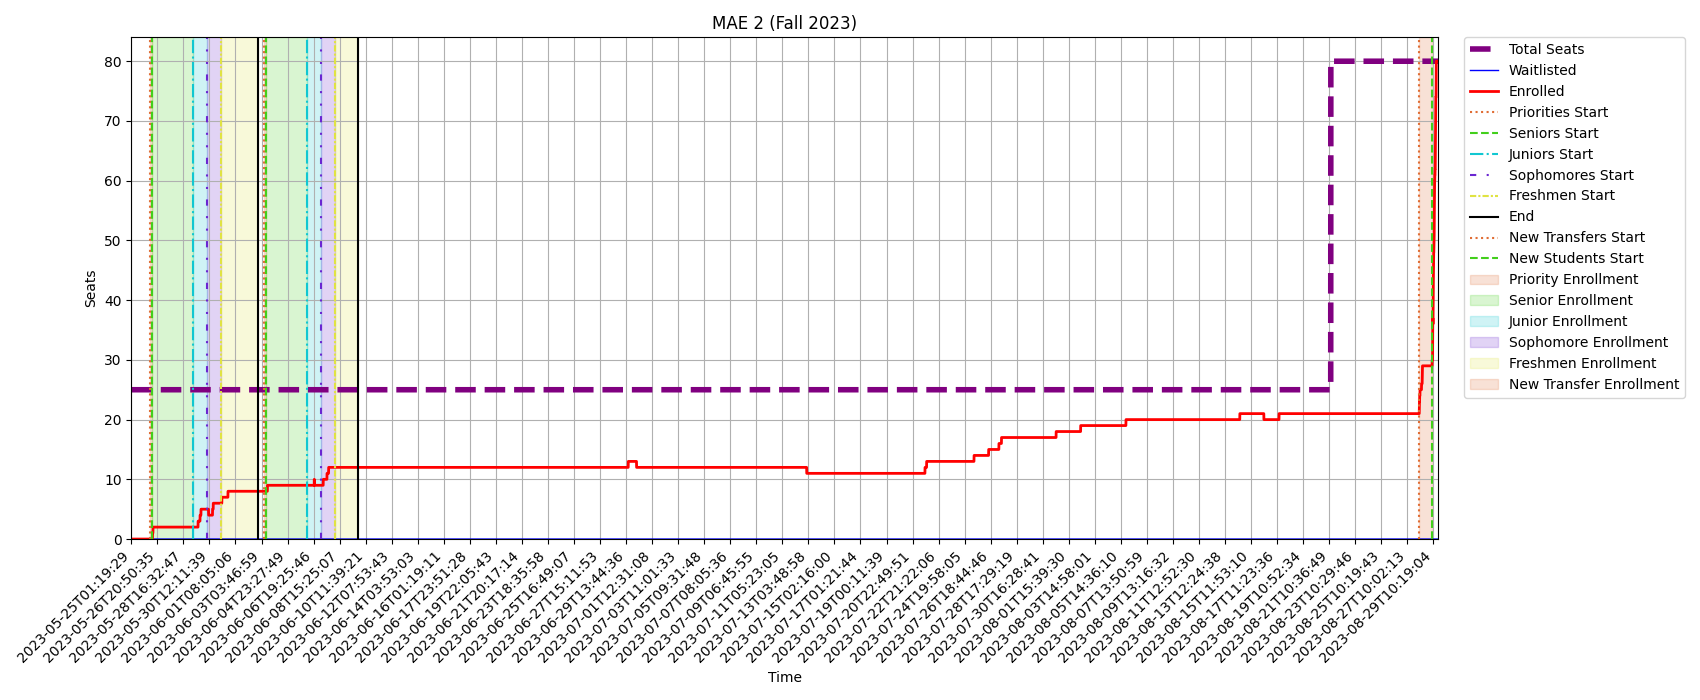 MAE 2 (Fall 2023)
Seats
80
70
60
50
40
30
20
10
0
2023-05-25T01:19:29
2023-05-26T20:50:35
2023-05-28T16:32:47
2023-05-30T12:11:39
2023-06-01T08:05:06
2023-06-03T03:46:59
2023-06-04T23:27:49
2023-06-06T19:25:46
2023-06-08T15:25:07
2023-06-10T11:39:21
2023-06-12T07:53:43
2023-06-14T03:53:03
2023-06-16T01:19:11
2023-06-17T23:51:28
2023-06-19T22:05:43
2023-06-21T20:17:14
2023-06-23T18:35:58
2023-06-25T16:49:07
2023-06-27T15:11:53
2023-06-29T13:44:36
2023-07-01T12:31:08
2023-07-03T11:01:33
2023-07-05T09:31:48
2023-07-07T08:05:36
2023-07-09T06:45:55
2023-07-11T05:23:05
2023-07-13T03:48:58
2023-07-15T02:16:00
2023-07-17T01:21:44
2023-07-19T00:11:39
2023-07-20T22:49:51
2023-07-22T21:22:06
2023-07-24T19:58:05
2023-07-26T18:44:46
2023-07-28T17:29:19
2023-07-30T16:28:41
2023-08-01T15:39:30
2023-08-03T14:58:01
2023-08-05T14:36:10
2023-08-07T13:50:59
2023-08-09T13:16:32
2023-08-11T12:52:30
2023-08-13T12:24:38
2023-08-15T11:53:10
2023-08-17T11:23:36
2023-08-19T10:52:34
2023-08-21T10:36:49
2023-08-23T10:29:46
2023-08-25T10:19:43
2023-08-27T10:02:13
2023-08-29T10:19:04
Time
Total Seats
Waitlisted
Enrolled
Priorities Start
Seniors Start
Juniors Start
Sophomores Start
Freshmen Start
End
New Transfers Start
New Students Start
Priority Enrollment
Senior Enrollment
Junior Enrollment
Sophomore Enrollment
Freshmen Enrollment
New Transfer Enrollment